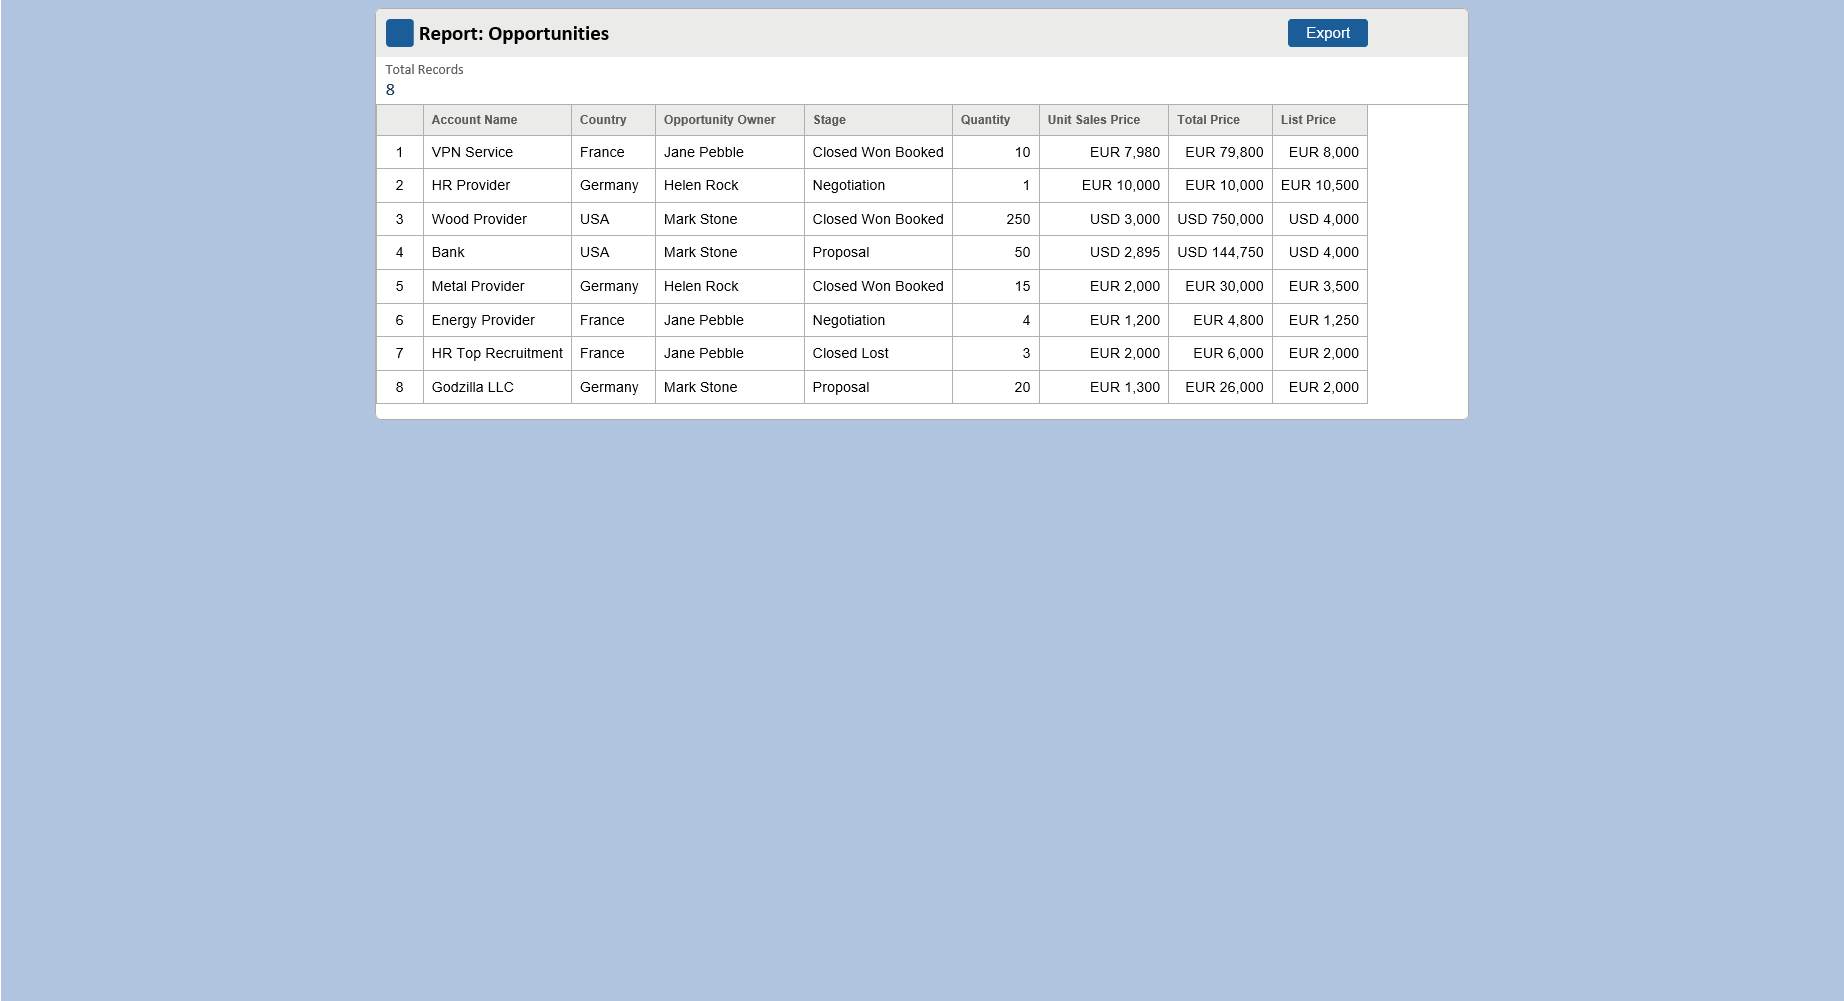 Report: Opportunities
Export
Total Records
8
Account Name Country Opportunity Owner Stage Quantity Unit Sales Price Total Price List Price
1 VPN Service France Jane Pebble Closed Won Booked 10 EUR 7,980 EUR 79,800 EUR 8,000
2 HR Provider Germany Helen Rock Negotiation 1 EUR 10,000 EUR 10,000 EUR 10,500
3 Wood Provider USA Mark Stone Closed Won Booked 250 USD 3,000 USD 750,000 USD 4,000
4 Bank USA Mark Stone Proposal 50 USD 2,895 USD 144,750 USD 4,000
5 Metal Provider Germany Helen Rock Closed Won Booked 15 EUR 2,000 EUR 30,000 EUR 3,500
6 Energy Provider France Jane Pebble Negotiation 4 EUR 1,200 EUR 4,800 EUR 1,250
7 HR Top Recruitment France Jane Pebble Closed Lost 3 EUR 2,000 EUR 6,000 EUR 2,000
8 Godzilla LLC Germany Mark Stone Proposal 20 EUR 1,300 EUR 26,000 EUR 2,000